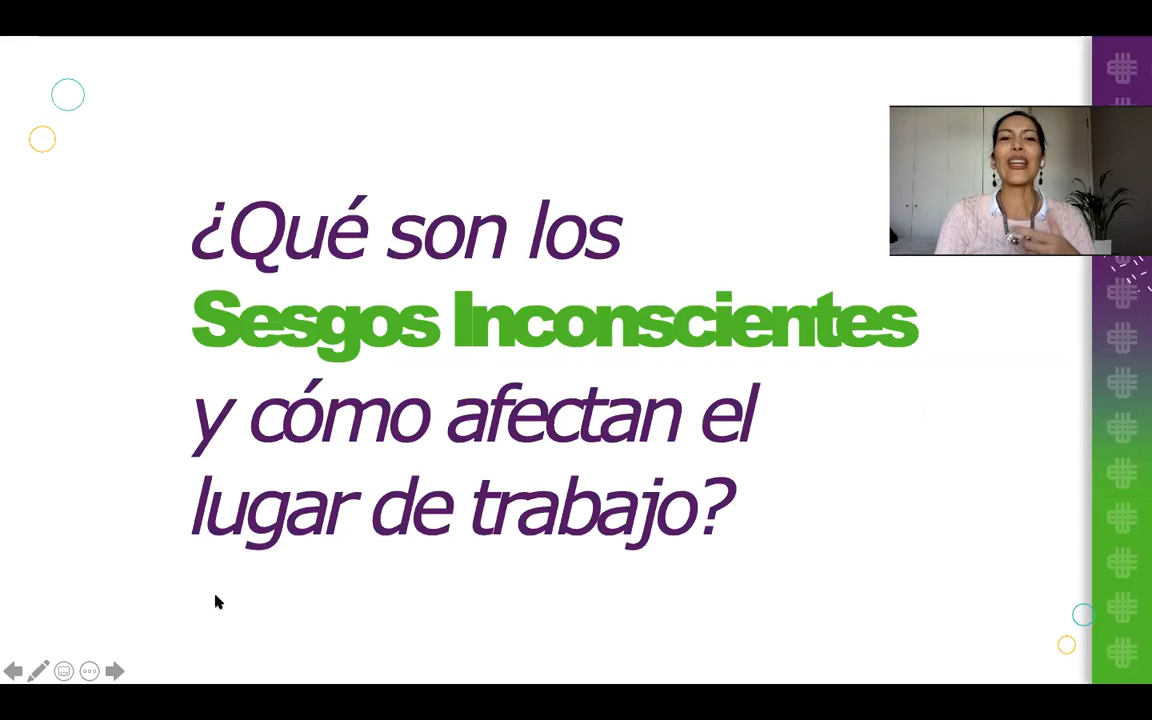 ¿Qué son los
Sesgos Inconscientes
y cómo afectan el
lugar de trabajo?